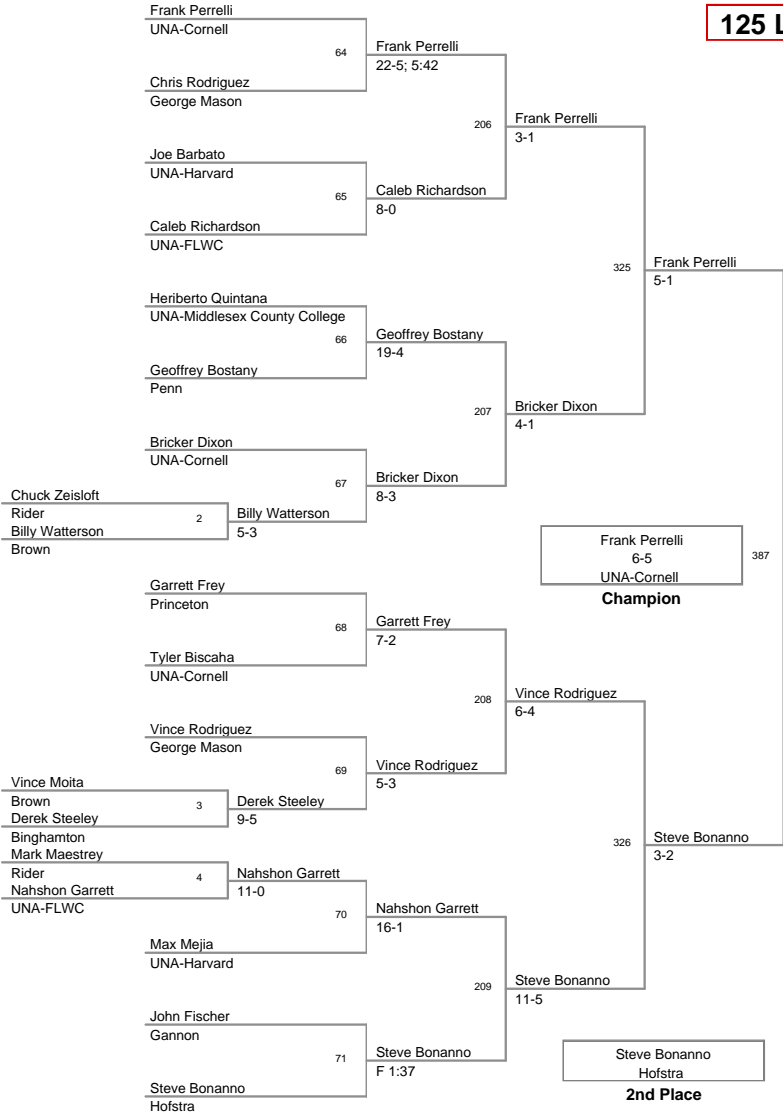 Frank Perrelli
125 L
UNA-Cornell
64
Frank Perrelli
22-5; 5:42
Chris Rodriguez
George Mason
206
Frank Perrelli
3-1
Joe Barbato
UNA-Harvard
65
Caleb Richardson
8-0
Caleb Richardson
UNA-FLWC
325
Frank Perrelli
5-1
Heriberto Quintana
UNA-Middlesex County College
66
Geoffrey Bostany
19-4
Geoffrey Bostany
Penn
207
Bricker Dixon
4-1
Bricker Dixon
UNA-Cornell
67
Bricker Dixon
8-3
Chuck Zeisloft
Rider
2
Billy Watterson
5-3
Billy Watterson
Brown
Frank Perrelli
6-5
UNA-Cornell
387
Champion
Garrett Frey
Princeton
68
Garrett Frey
7-2
Tyler Biscaha
UNA-Cornell
208
Vince Rodriguez
6-4
Vince Rodriguez
George Mason
69
Vince Rodriguez
5-3
Vince Moita
Brown
3
Derek Steeley
9-5
Derek Steeley
Binghamton
326
Steve Bonanno
3-2
Mark Maestrey
Rider
4
Nahshon Garrett
11-0
Nahshon Garrett
UNA-FLWC
70
Nahshon Garrett
16-1
Max Mejia
UNA-Harvard
209
Steve Bonanno
11-5
John Fischer
Gannon
71
Steve Bonanno
F 1:37
Steve Bonanno
Hofstra
Steve Bonanno
Hofstra
2nd Place